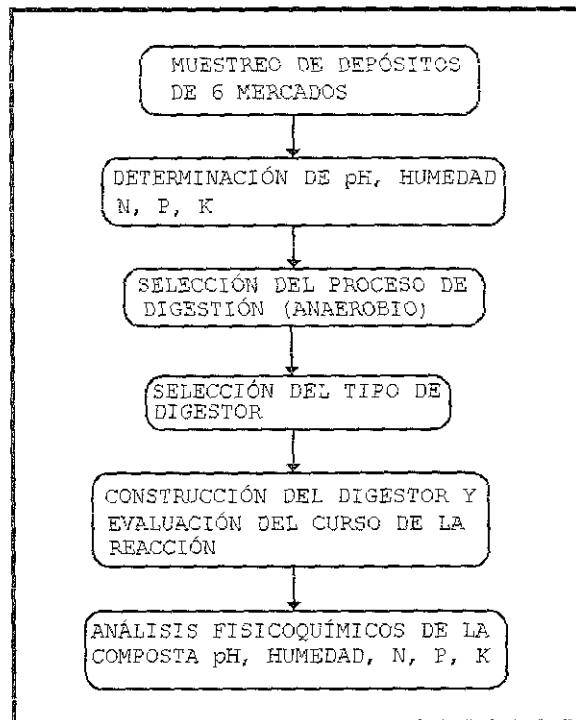 MUESTREO DE DEPÓSITOS
DE 6 MERCADOS
DETERMINACIÓN DE pH, HUMEDAD
N, P, K
SELECCIÓN DEL PROCESO DE
DIGESTIÓN (ANAEROBIO)
SELECCIÓN DEL TIPO DE
DIGESTOR
CONSTRUCCIÓN DEL DIGESTOR Y
EVALUACIÓN DEL CURSO DE LA
REACCIÓN
ANÁLISIS FISICOQUÍMICOS DE LA
COMPOSTA pH, HUMEDAD, N, P, K